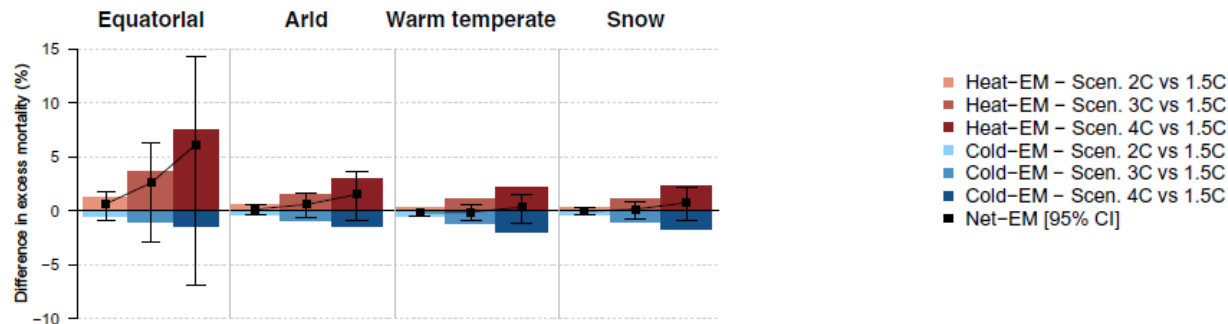 Equatorial Arid Warm temperate Snow
Difference in excess mortality (%)
15
10
5
0
−5
−10
Heat−EM − Scen. 2C vs 1.5C
Heat−EM − Scen. 3C vs 1.5C
Heat−EM − Scen. 4C vs 1.5C
Cold−EM − Scen. 2C vs 1.5C
Cold−EM − Scen. 3C vs 1.5C
Cold−EM − Scen. 4C vs 1.5C
Net−EM [95% CI]